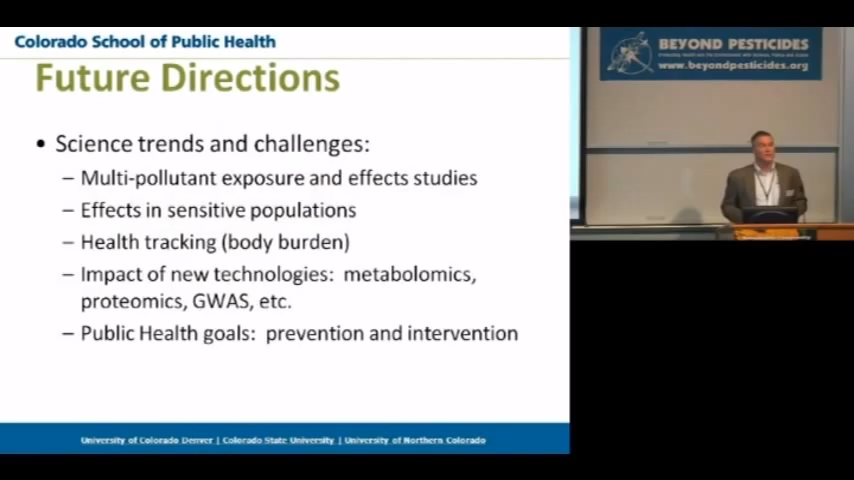 Colorado School of Public Health
Future Directions
• Science trends and challenges:
– Multi-pollutant exposure and effects studies
– Effects in sensitive populations
– Health tracking (body burden)
– Impact of new technologies: metabolomics,
proteomics, GWAS, etc.
– Public Health goals: prevention and intervention
University of Colorado Denver | Colorado State University | University of Northern Colorado
BEYOND PESTICIDES
www.beyondpesticides.org